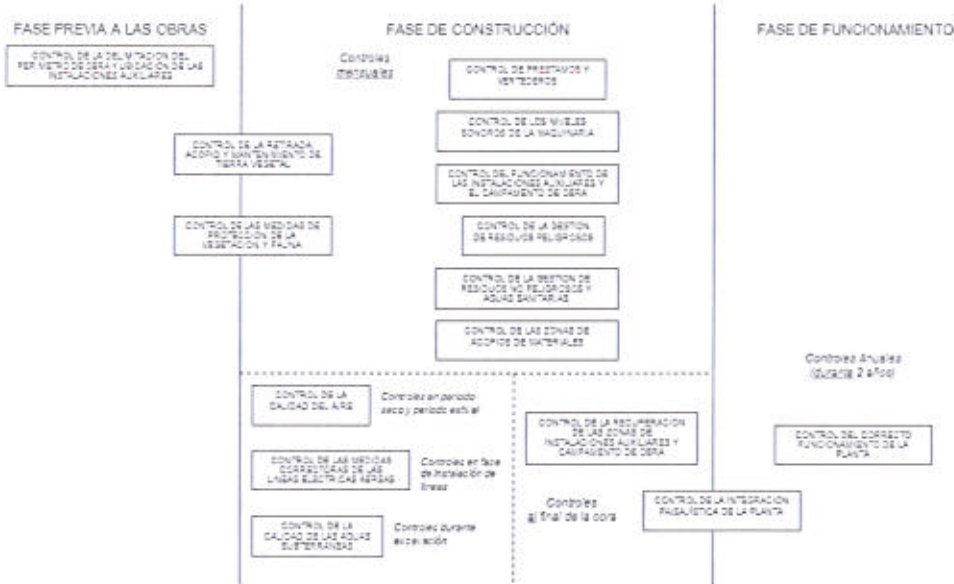 FASE PREVIA A LAS OBRAS
CONTROL DE LA DELIMITACIÓN DEL
PERIMETRO DE OBRA Y UBICACIÓN DE LAS
INSTALACIONES AUXILIARES
FASE DE CONSTRUCCIÓN
Controles
mensuales
CONTROL DE PRÉSTAMOS Y
VERTEDEROS
CONTROL DE LOS NIVELES
SONOROS DE LA MAQUINARIA
CONTROL DE LA RETIRADA,
ACOPIO Y MANTENIMIENTO DE
TIERRA VEGETAL
CONTROL DEL FUNCIONAMIENTO DE
LAS INSTALACIONES AUXILIARES Y
EL CAMPAMENTO DE OBRA
CONTROL DE LAS MEDIDAS DE
PROTECCIÓN DE LA
VEGETACIÓN Y FAUNA
CONTROL DE LA GESTIÓN
DE RESIDUOS PELIGROSOS
CONTROL DE LA GESTIÓN DE
RESIDUOS NO PELIGROSOS Y
AGUAS SANITARIAS
CONTROL DE LAS ZONAS DE
ACOPIOS DE MATERIALES
CONTROL DE LA
CALIDAD DEL AIRE
Controles en periodo
seco y periodo estival
CONTROL DE LAS MEDIDAS
CORRECTORAS DE LAS
LINEAS ELÉCTRICAS AÉREAS
Controles en fase
de instalación de
líneas
CONTROL DE LA
CALIDAD DE LAS AGUAS
SUBTERRÁNEAS
Controles durante
excavación
CONTROL DE LA RECUPERACIÓN
DE LAS ZONAS DE
INSTALACIONES AUXILIARES Y
CAMPAMENTO DE OBRA
Controles
al final de la obra
CONTROL DE LA INTEGRACIÓN
PAISAJÍSTICA DE LA PLANTA
FASE DE FUNCIONAMIENTO
Controles Anuales
(durante 2 años)
CONTROL DEL CORRECTO
FUNCIONAMIENTO DE LA
PLANTA